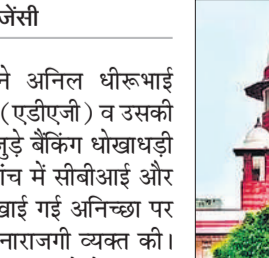 जेंसी
ने अनिल धीरूभाई
(एडीएजी) व उसकी
जुड़े बैंकिंग धोखाधड़ी
ांच में सीबीआई और
खाई गई अनिच्छा पर
नाराजगी व्यक्त की।